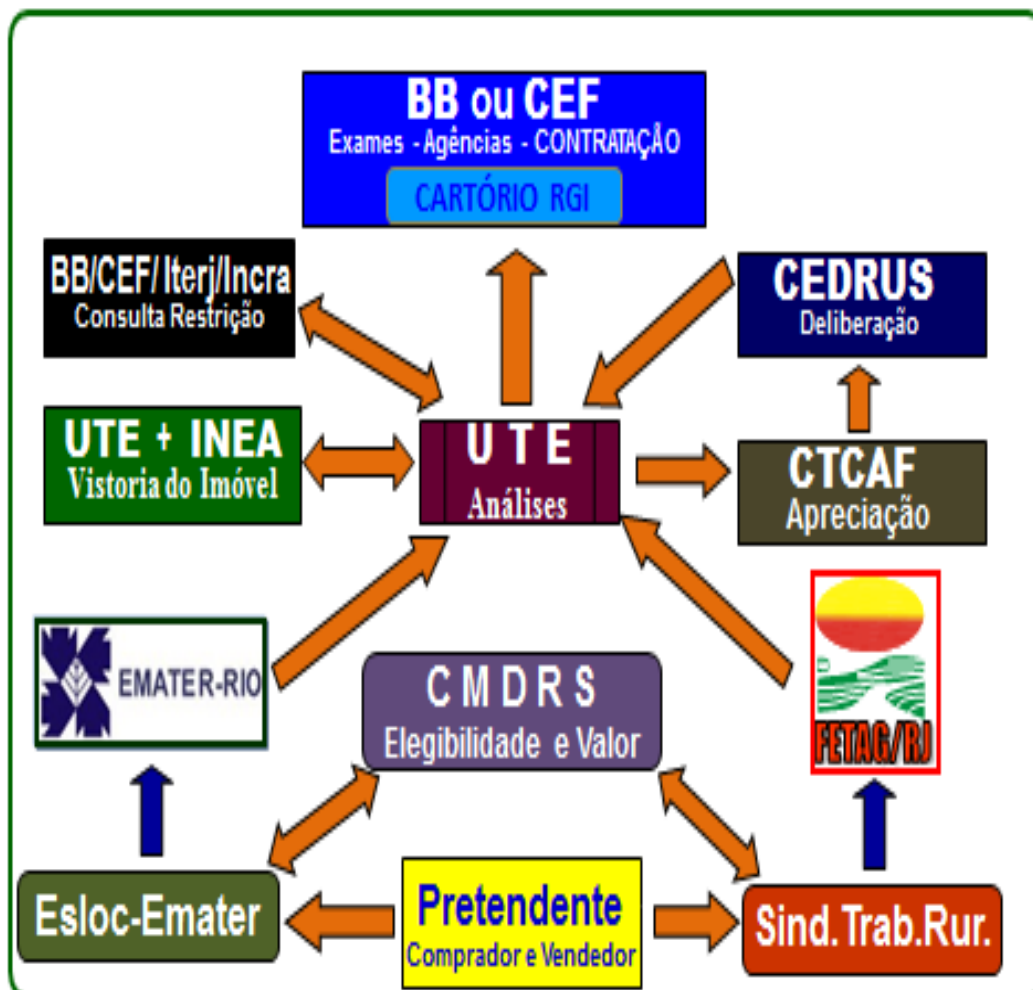 BB ou CEF
Exames - Agências - CONTRATAÇÃO
CARTÓRIO RGI
BB/CEF/Iterj/Incra
Consulta Restrição
CEDRUS
Deliberação
UTE + INEA
Vistoria do Imóvel
U T E
Análises
CTCAF
Apreciação
EMATER-RIO
C M D R S
Elegibilidade e Valor
FETAG/RJ
Esloc-Emater
Pretendente
Comprador e Vendedor
Sind.Trab.Rur.